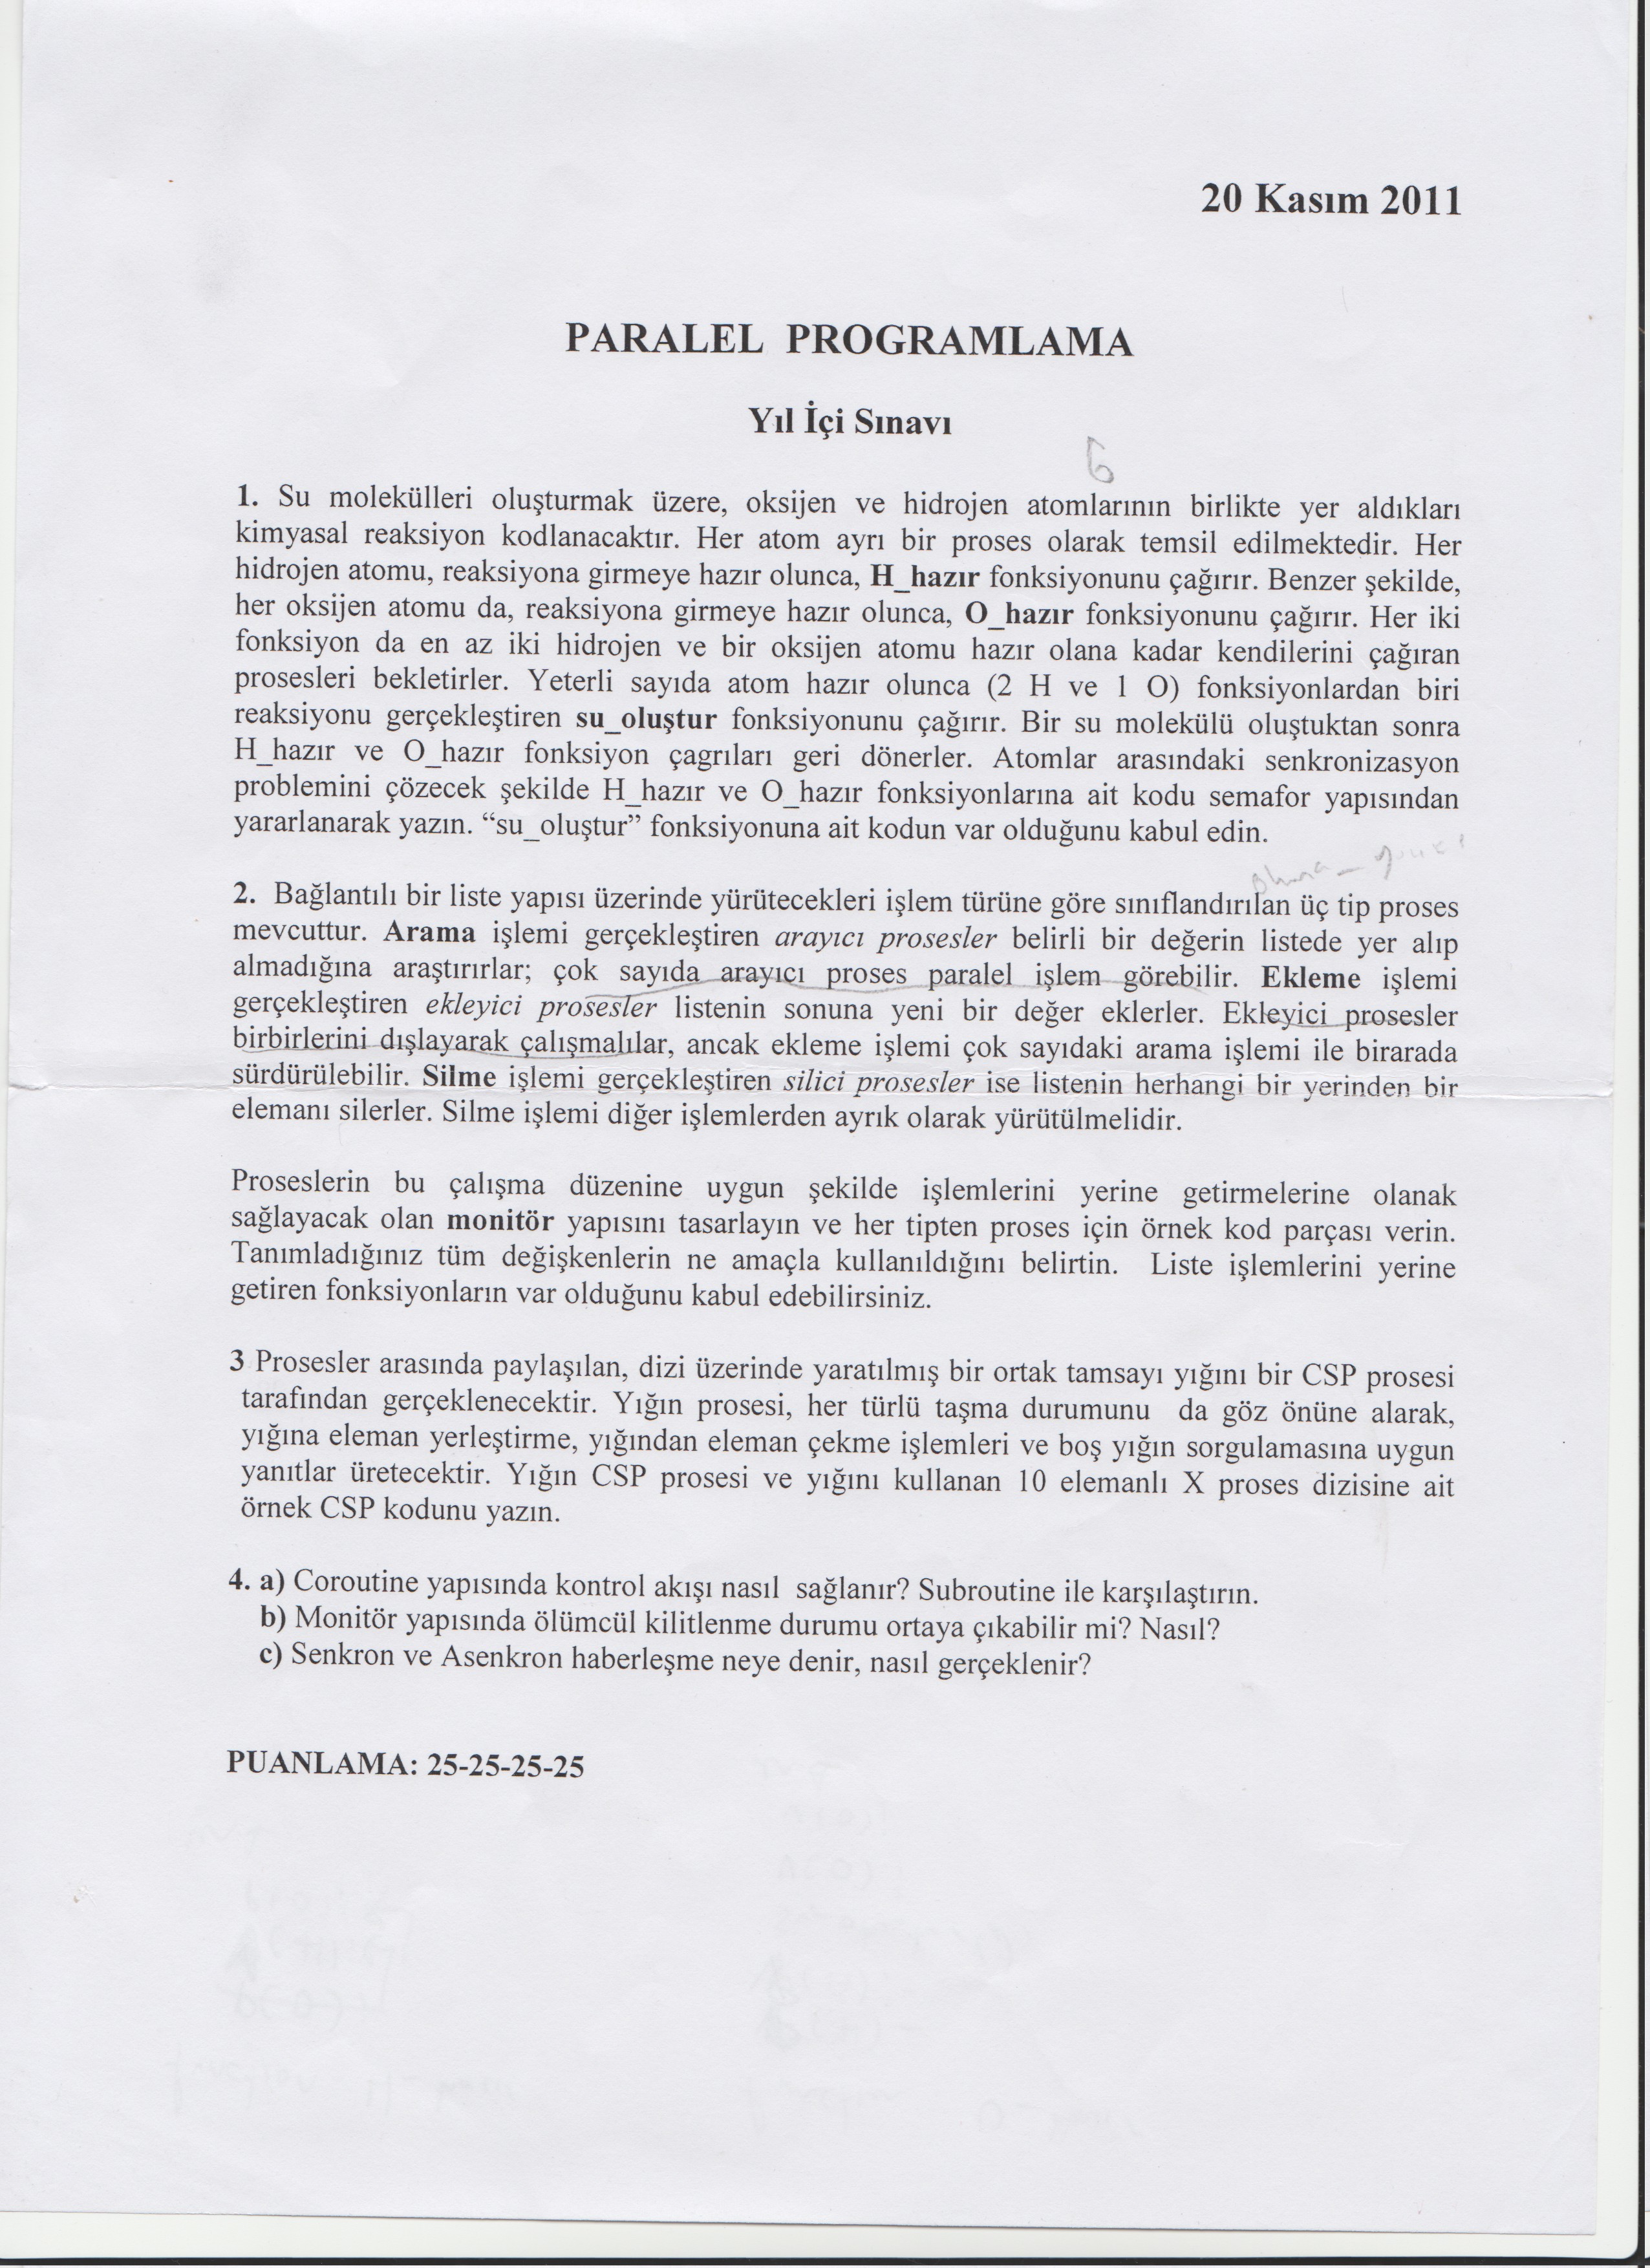 20 Kasım 2011
PARALEL PROGRAMLAMA
Yıl İçi Sınavı
6
1. Su molekülleri oluşturmak üzere, oksijen ve hidrojen atomlarının birlikte yer aldıkları
kimyasal reaksiyon kodlanacaktır. Her atom ayrı bir proses olarak temsil edilmektedir. Her
hidrojen atomu, reaksiyona girmeye hazır olunca, H_hazır fonksiyonunu çağırır. Benzer şekilde,
her oksijen atomu da, reaksiyona girmeye hazır olunca, O_hazır fonksiyonunu çağırır. Her iki
fonksiyon da en az iki hidrojen ve bir oksijen atomu hazır olana kadar kendilerini çağıran
prosesleri bekletirler. Yeterli sayıda atom hazır olunca (2 H ve 1 O) fonksiyonlardan biri
reaksiyonu gerçekleştiren su_oluştur fonksiyonunu çağırır. Bir su molekülü oluştuktan sonra
H_hazır ve O_hazır fonksiyon çagrıları geri dönerler. Atomlar arasındaki senkronizasyon
problemini çözecek şekilde H_hazır ve O_hazır fonksiyonlarına ait kodu semafor yapısından
yararlanarak yazın. “su_oluştur” fonksiyonuna ait kodun var olduğunu kabul edin.
2. Bağlantılı bir liste yapısı üzerinde yürütecekleri işlem türüne göre sınıflandırılan üç tip proses
mevcuttur. Arama işlemi gerçekleştiren arayıcı prosesler belirli bir değerin listede yer alıp
almadığına araştırırlar; çok sayıda arayıcı proses paralel işlem görebilir. Ekleme işlemi
gerçekleştiren ekleyici prosesler listenin sonuna yeni bir değer eklerler. Ekleyici prosesler
birbirlerini dışlayarak çalışmalılar, ancak ekleme işlemi çok sayıdaki arama işlemi ile birarada
sürdürülebilir. Silme işlemi gerçekleştiren silici prosesler ise listenin herhangi bir yerinden bir
elemanı silerler. Silme işlemi diğer işlemlerden ayrık olarak yürütülmelidir.
Proseslerin bu çalışma düzenine uygun şekilde işlemlerini yerine getirmelerine olanak
sağlayacak olan monitör yapısını tasarlayın ve her tipten proses için örnek kod parçası verin.
Tanımladığınız tüm değişkenlerin ne amaçla kullanıldığını belirtin. Liste işlemlerini yerine
getiren fonksiyonların var olduğunu kabul edebilirsiniz.
3 Prosesler arasında paylaşılan, dizi üzerinde yaratılmış bir ortak tamsayı yığını bir CSP prosesi
tarafından gerçeklenecektir. Yığın prosesi, her türlü taşma durumunu da göz önüne alarak,
yığına eleman yerleştirme, yığından eleman çekme işlemleri ve boş yığın sorgulamasına uygun
yanıtlar üretecektir. Yığın CSP prosesi ve yığını kullanan 10 elemanlı X proses dizisine ait
örnek CSP kodunu yazın.
4. a) Coroutine yapısında kontrol akışı nasıl sağlanır? Subroutine ile karşılaştırın.
b) Monitör yapısında ölümcül kilitlenme durumu ortaya çıkabilir mi? Nasıl?
c) Senkron ve Asenkron haberleşme neye denir, nasıl gerçeklenir?
PUANLAMA: 25-25-25-25